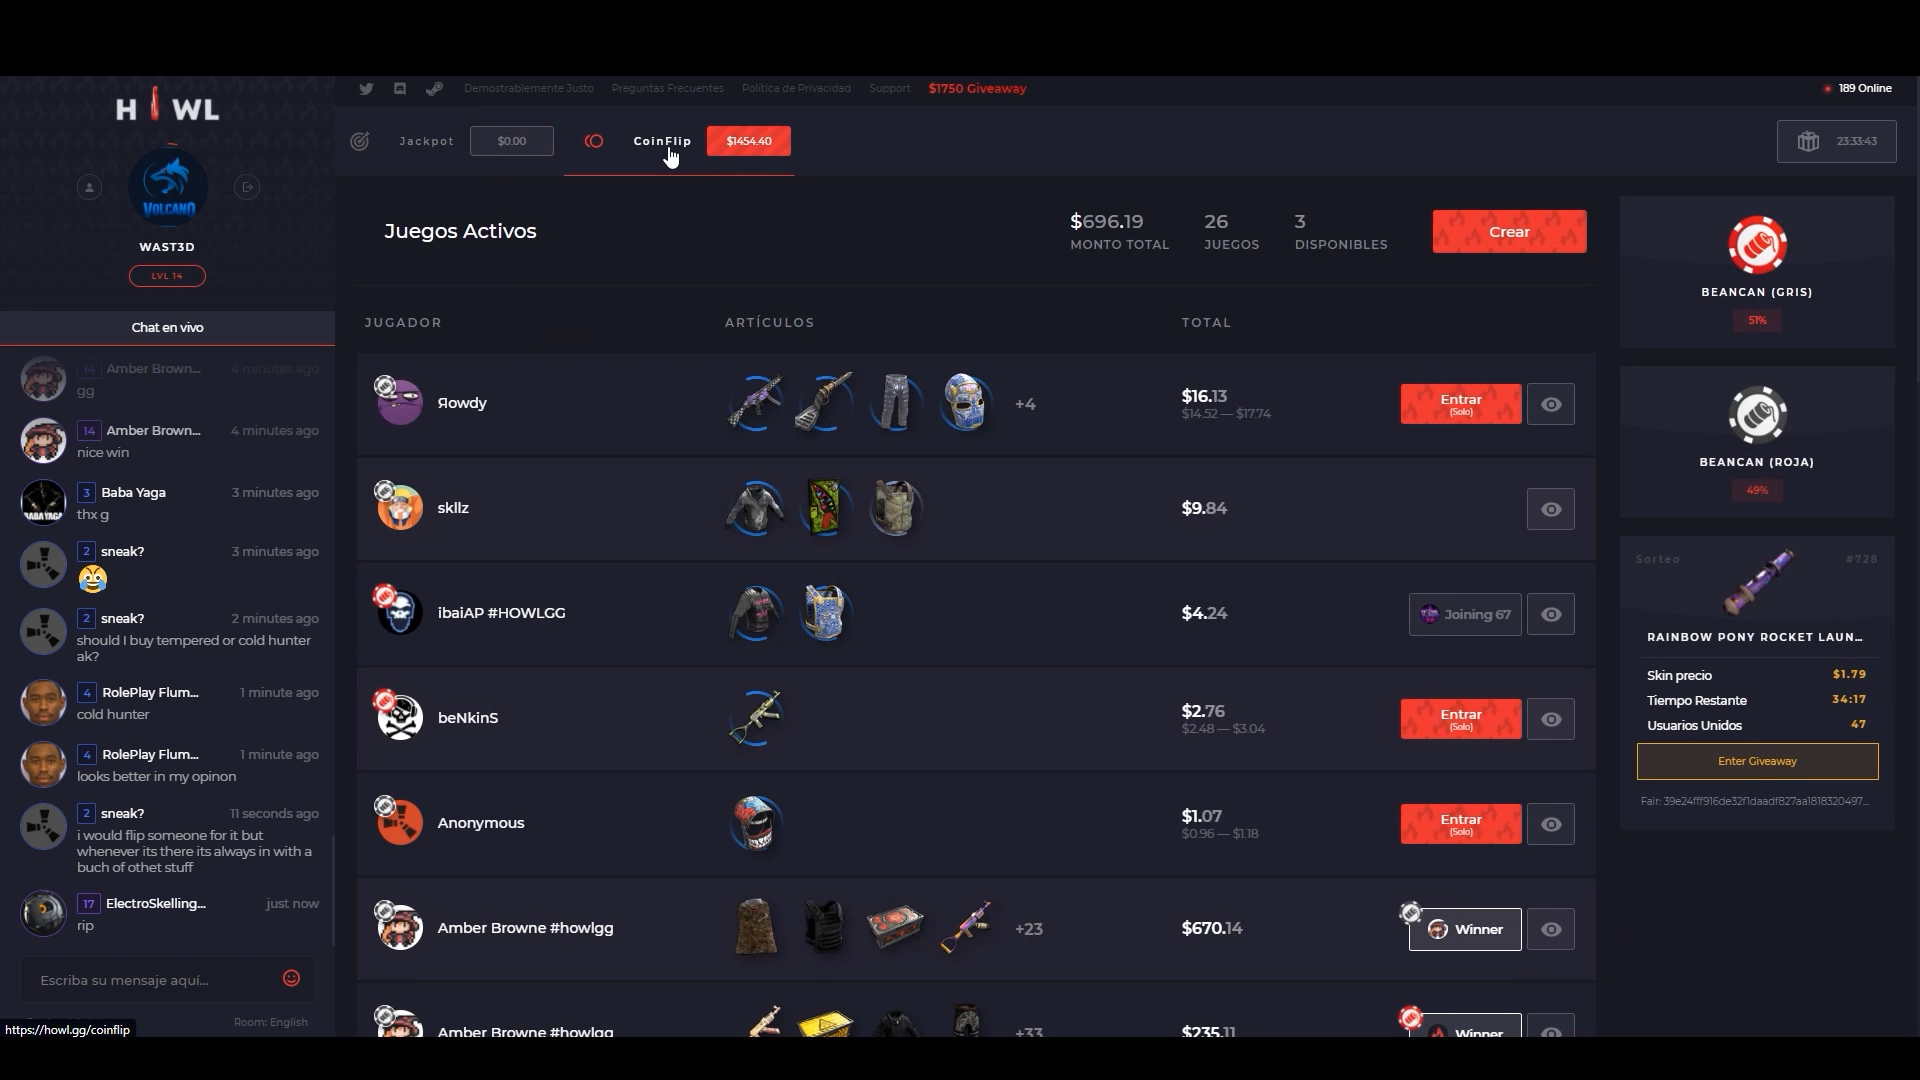 H WL
VOLCANO
WAST3D
LVL 14
Chat en vivo
14 Amber Browne... 4 minutes ago
gg
14 Amber Brown... 4 minutes ago
nice win
3 Baba Yaga 3 minutes ago
thx g
2 sneak? 3 minutes ago
2 sneak? 2 minutes ago
should I buy tempered or cold hunter
ak?
4 RolePlay Flum... 1 minute ago
cold hunter
4 RolePlay Flum... 1 minute ago
looks better in my opinon
2 sneak? 11 seconds ago
i would flip someone for it but
whenever its there its always in with a
buch of othet stuff
17 ElectroSkelling... just now
rip
Escriba su mensaje aquí...
Room: English
https://howl.gg/coinflip
Demostrablemente Justo Preguntas Frecuentes Política de Privacidad Support $1750 Giveaway 189 Online
Jackpot $0.00 CoinFlip $1454.40 23:33:43
Juegos Activos
$696.19 26 3
MONTO TOTAL JUEGOS DISPONIBLES
Crear
JUGADOR ARTÍCULOS TOTAL
Яowdy +4 $16.13 Entrar
$14.52 — $17.74 (Solo)
skllz $9.84
ibaiAP #HOWLGG $4.24 Joining 67
beNkinS $2.76 Entrar
$2.48 — $3.04 (Solo)
Anonymous $1.07 Entrar
$0.96 — $1.18 (Solo)
Amber Browne #howlgg +23 $670.14 Winner
Amber Browne #howlgg +33 $235.11 Winner
BEANCAN (GRIS)
51%
BEANCAN (ROJA)
49%
Sorteo #728
RAINBOW PONY ROCKET LAUN...
Skin precio $1.79
Tiempo Restante 34:17
Usuarios Unidos 47
Enter Giveaway
Fair: 39e24fff916de32f1daadf827aa1818320497...